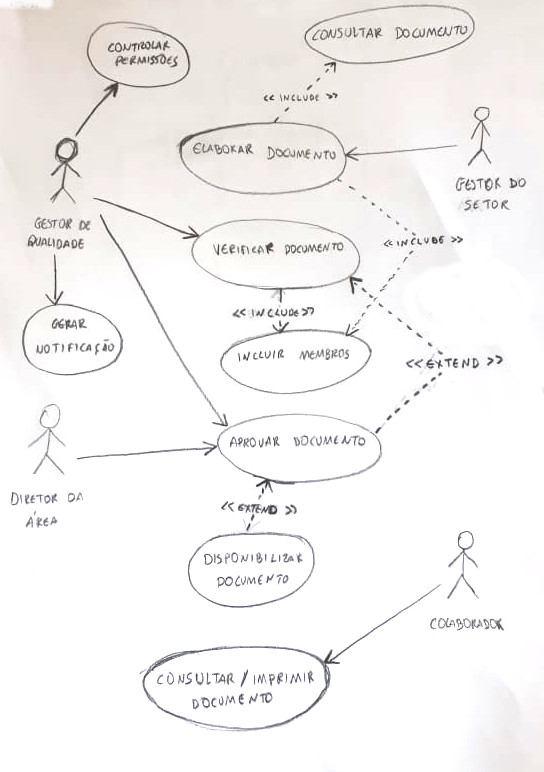 CONSULTAR DOCUMENTO
CONTROLAR
PERMISSÕES
<< INCLUDE >>
ELABORAR DOCUMENTO
GESTOR DO
SETOR
GESTOR DE
QUALIDADE
VERIFICAR DOCUMENTO
<< INCLUDE >>
<< INCLUDE >>
GERAR
NOTIFICAÇÃO
INCLUIR MEMBROS
<< EXTEND >>
APROVAR DOCUMENTO
DIRETOR DA
ÁREA
<< EXTEND >>
DISPONIBILIZAR
DOCUMENTO
COLABORADOR
CONSULTAR / IMPRIMIR
DOCUMENTO